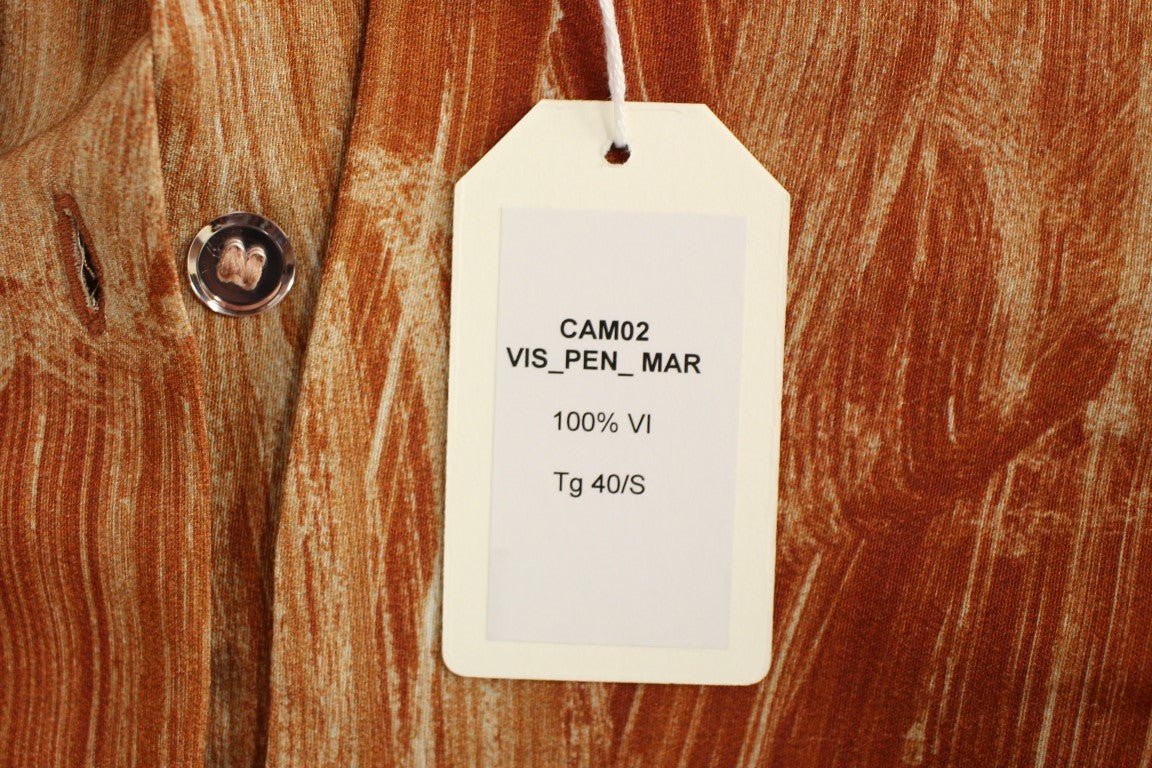 CAM02
VIS_PEN_ MAR
100% VI
Tg 40/S